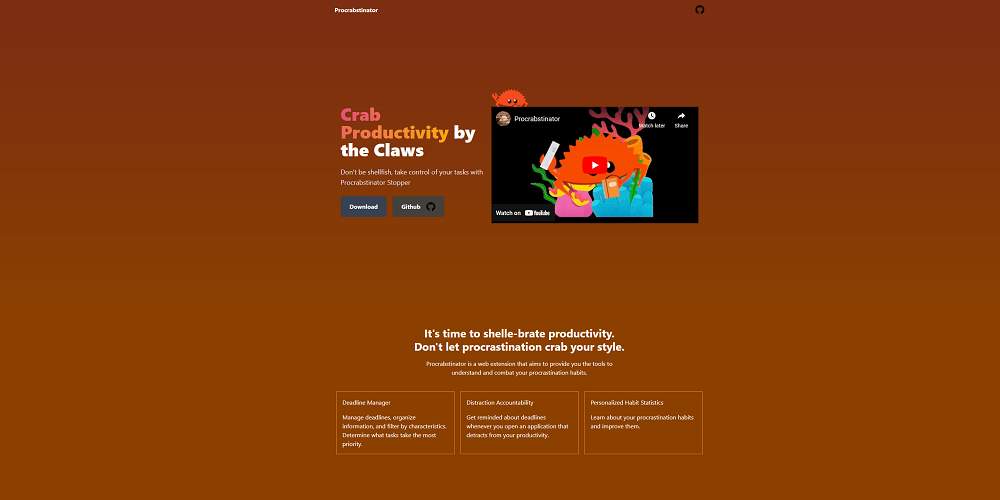 Procrabstinator
Crab
Productivity by
the Claws
Don't be shellfish, take control of your tasks with
Procrabstinator Stopper
Download
Github
Procrabstinator
Watch later
Share
Watch on YouTube
It's time to shelle-brate productivity.
Don't let procrastination crab your style.
Procrabstinator is a web extension that aims to provide you the tools to
understand and combat your procrastination habits.
Deadline Manager
Manage deadlines, organize
information, and filter by characteristics.
Determine what tasks take the most
priority.
Distraction Accountability
Get reminded about deadlines
whenever you open an application that
detracts from your productivity.
Personalized Habit Statistics
Learn about your procrastination habits
and improve them.